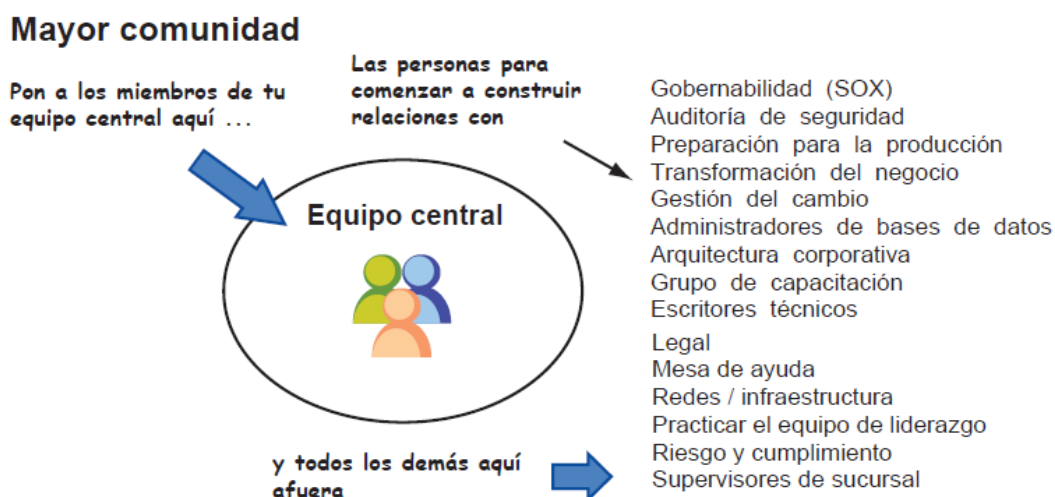 Mayor comunidad
Pon a los miembros de tu
equipo central aquí ...
Las personas para
comenzar a construir
relaciones con
Equipo central
y todos los demás aquí
afuera
Gobernabilidad (SOX)
Auditoría de seguridad
Preparación para la producción
Transformación del negocio
Gestión del cambio
Administradores de bases de datos
Arquitectura corporativa
Grupo de capacitación
Escritores técnicos
Legal
Mesa de ayuda
Redes / infraestructura
Practicar el equipo de liderazgo
Riesgo y cumplimiento
Supervisores de sucursal